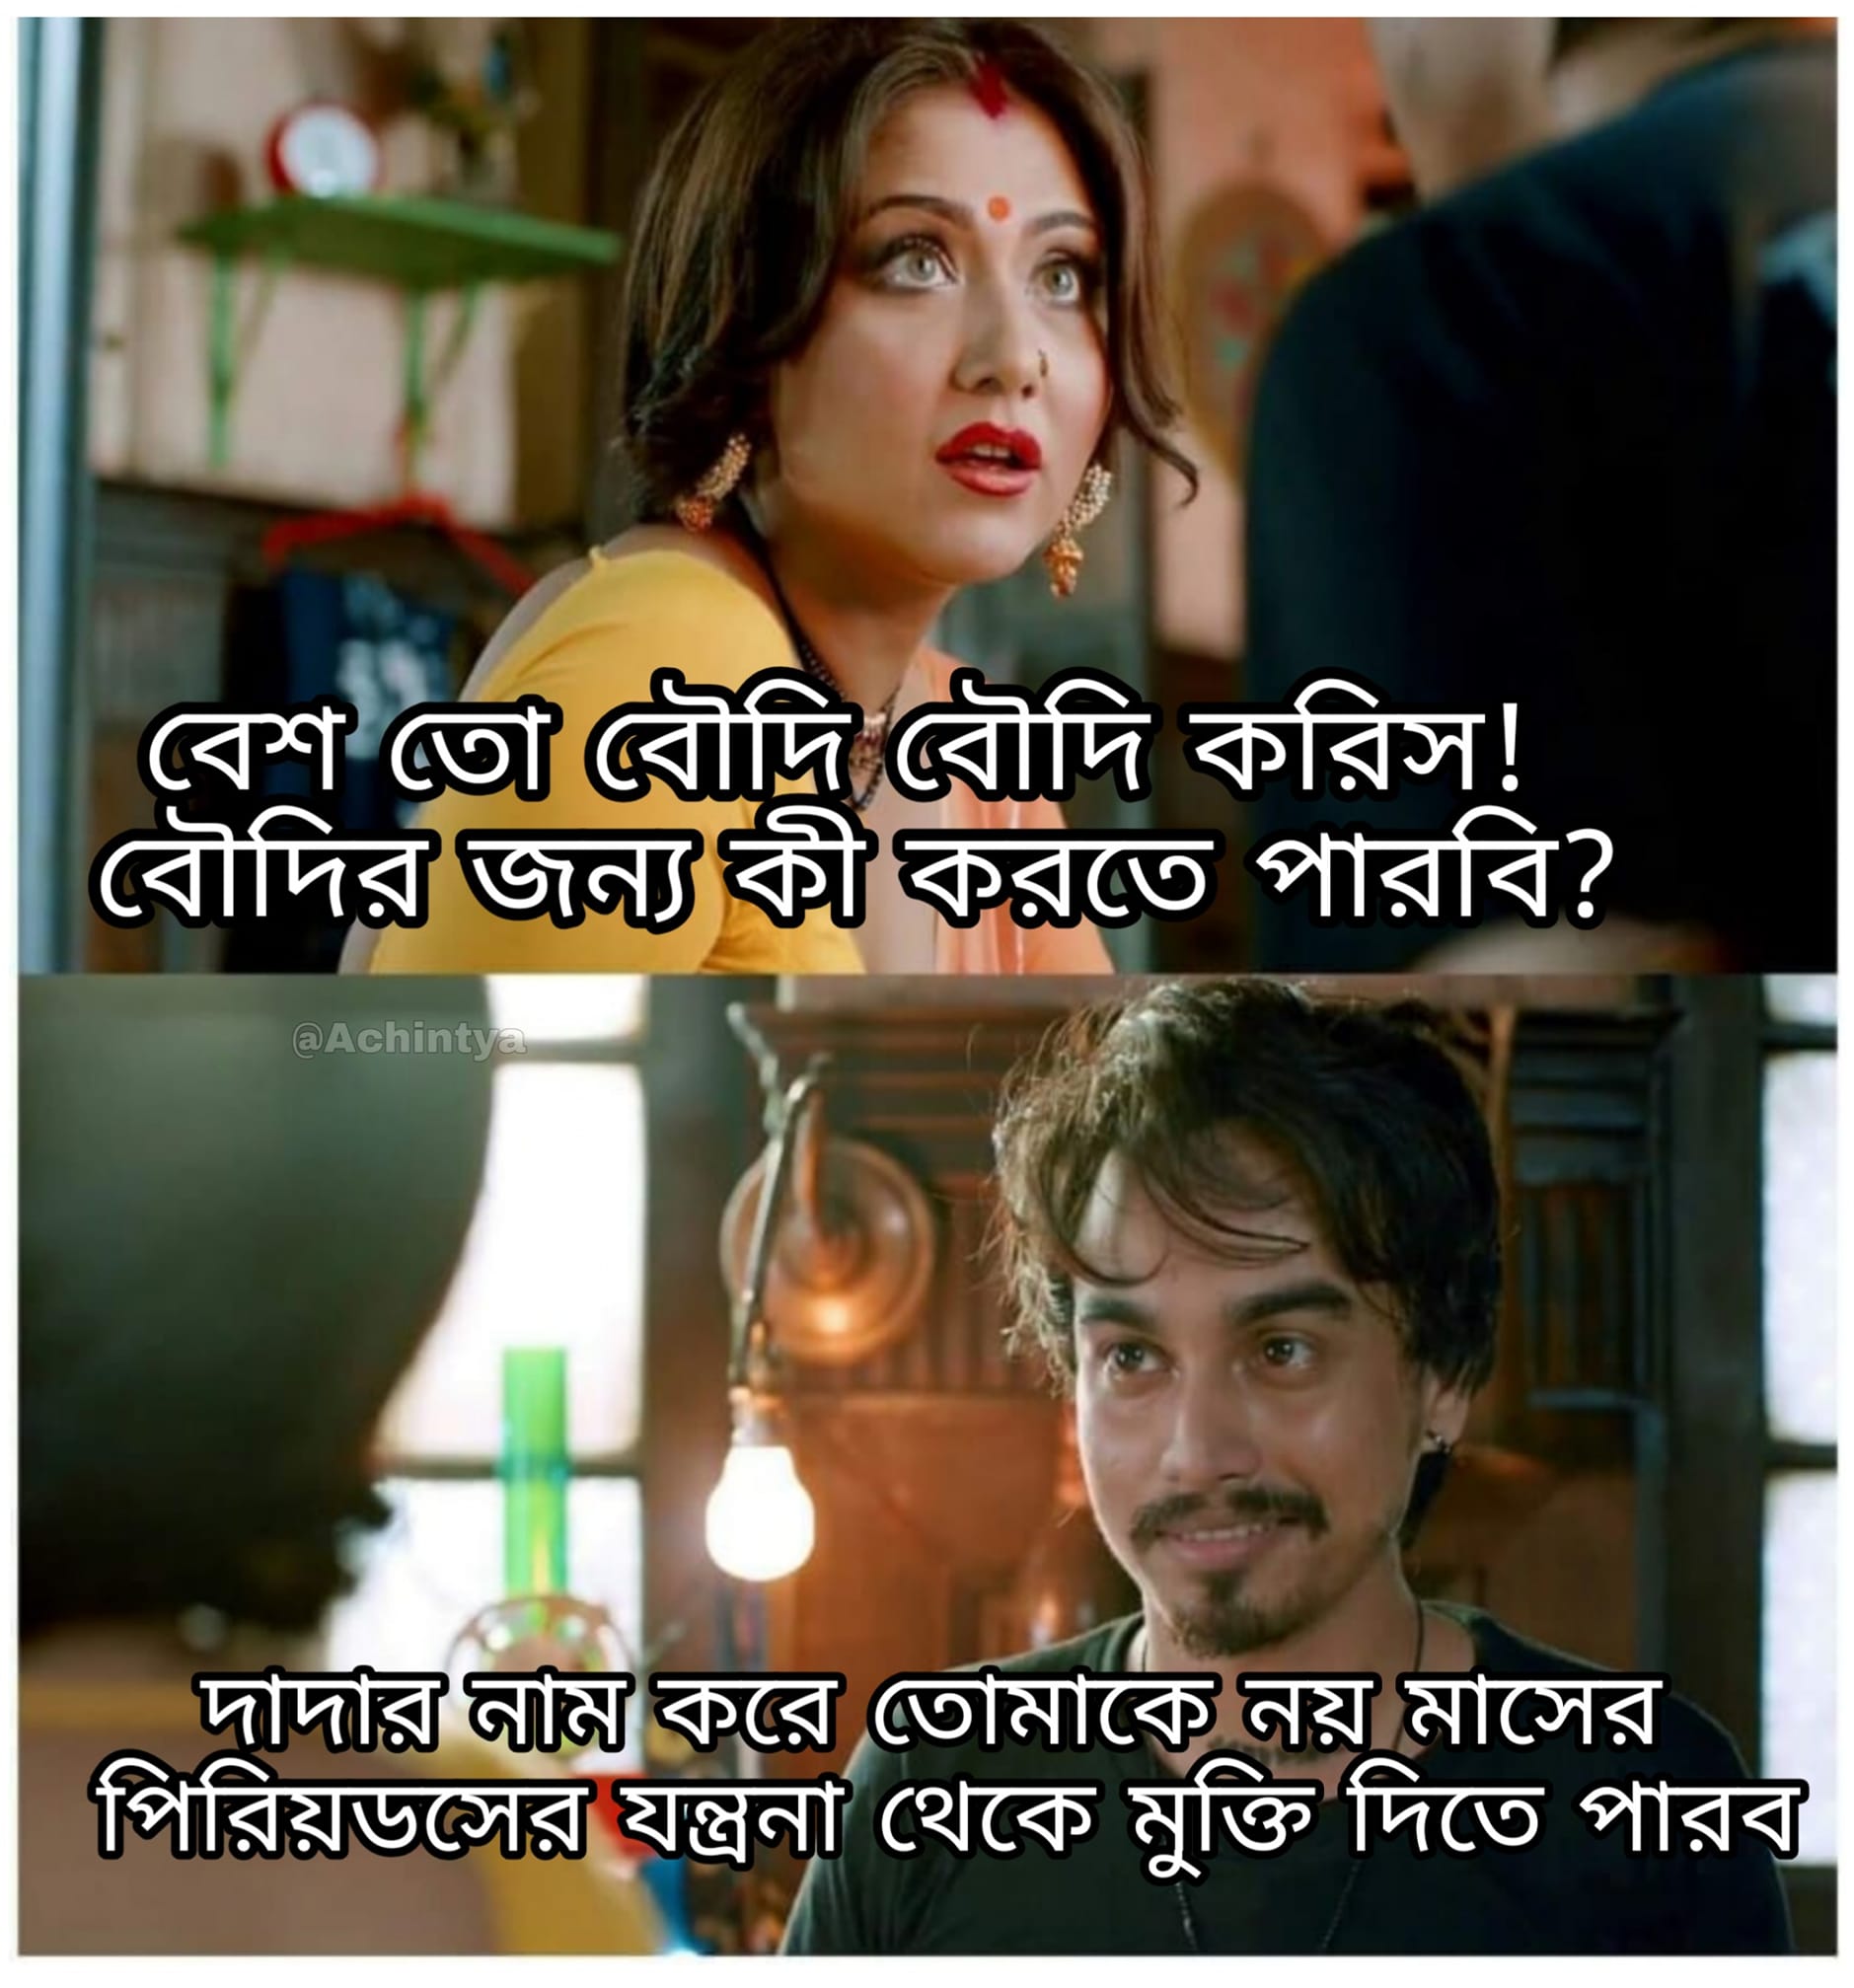 বেশ তো বৌদি বৌদি করিস!
বৌদির জন্য কী করতে পারবি?
@Achintya
দাদার নাম করে তোমাকে নয় মাসের
পিরিয়ডসের যন্ত্রনা থেকে মুক্তি দিতে পারব